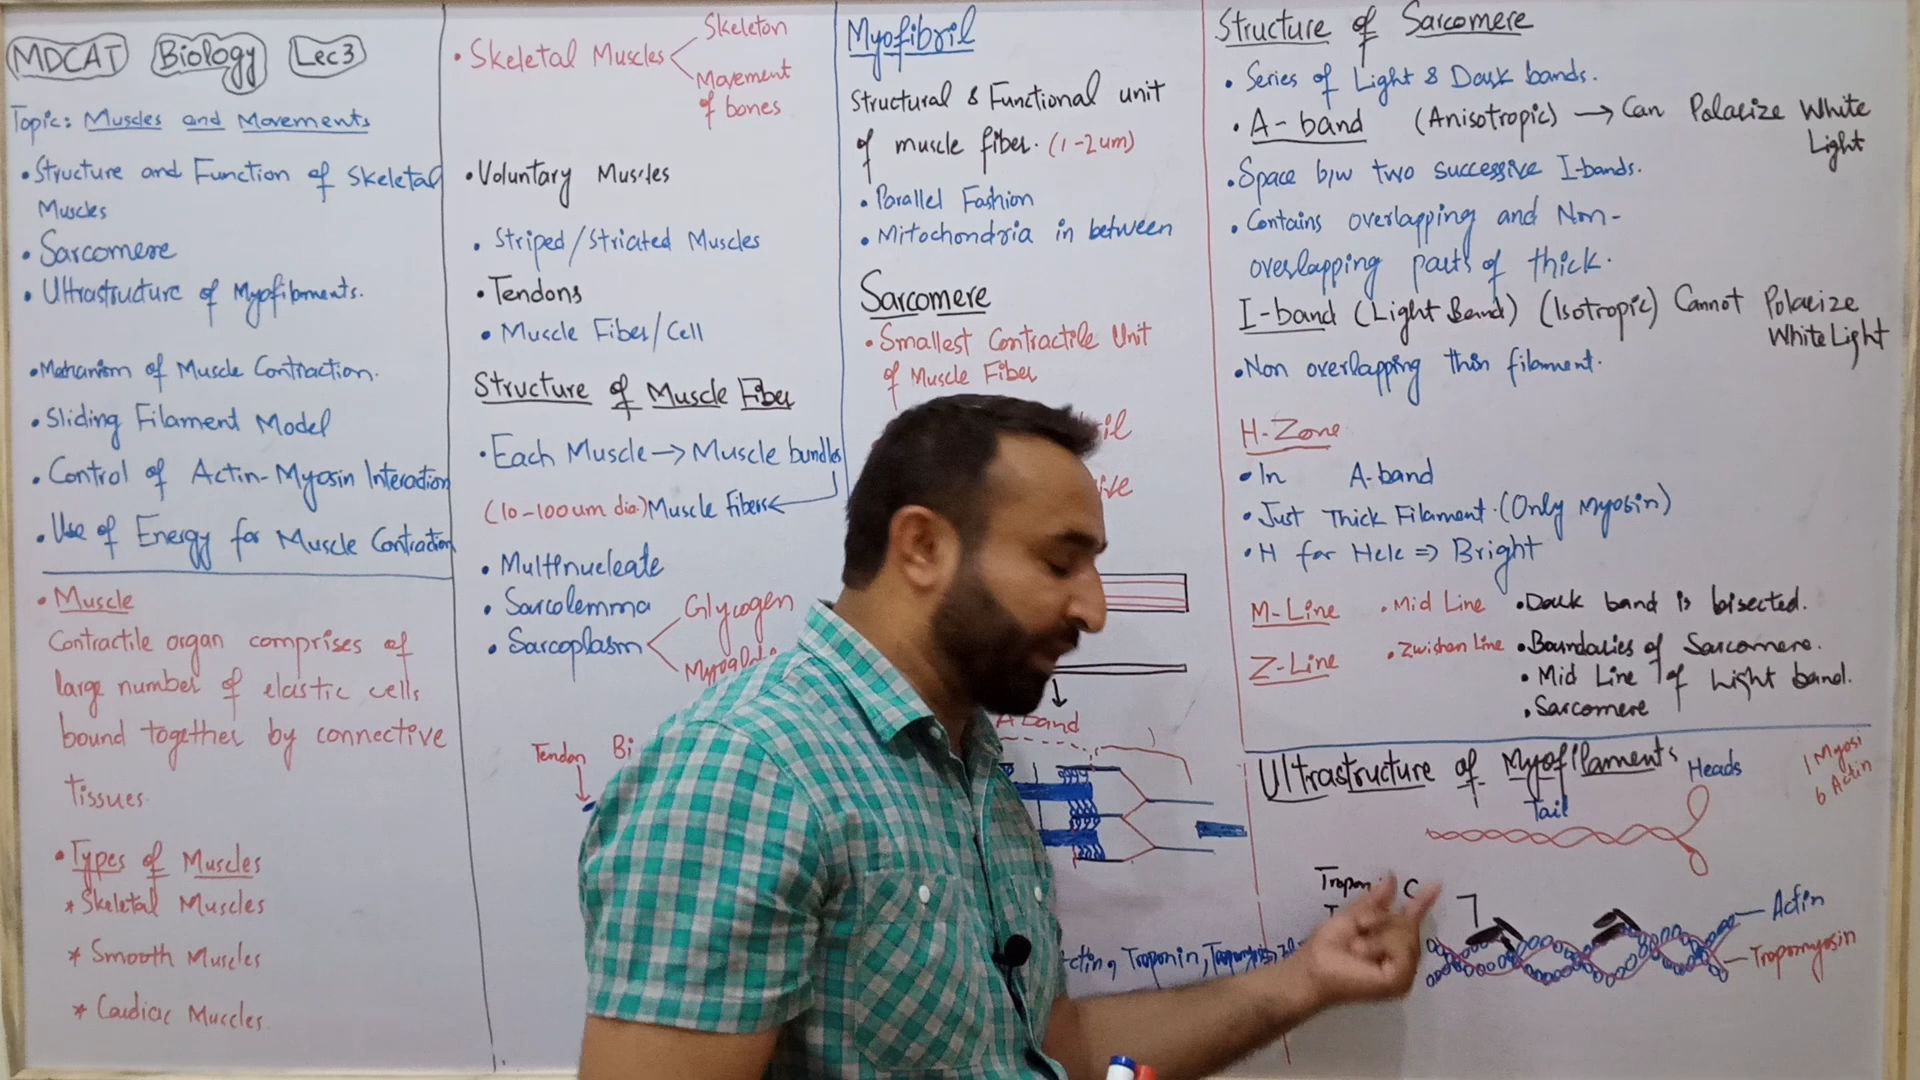 MDCAT Biology Lec3
Topic: Muscles and Movements
• Structure and Function of Skeletal
Muscles
• Sarcomere
• Ultrastructure of Myofilaments.
• Mechanism of Muscle Contraction.
• Sliding Filament Model
• Control of Actin-Myosin Interaction
• Use of Energy for Muscle Contraction
• Muscle
Contractile organ comprises of
large number of elastic cells
bound together by connective
tissues.
• Types of Muscles
* Skeletal Muscles
* Smooth Muscles
* Cardiac Muscles
• Skeletal Muscles
Skeleton
Movement
of bones
• Voluntary Muscles
• Striped/Striated Muscles
• Tendons
• Muscle Fiber/Cell
Structure of Muscle Fiber
• Each Muscle → Muscle bundles
(10-100um dia.) Muscle Fibers
• Multinucleate
• Sarcolemma
• Sarcoplasm
Glycogen
Tendon
Bi
Myofibril
Structural & Functional unit
of muscle fiber. (1-2um)
• Parallel Fashion
• Mitochondria in between
Sarcomere
• Smallest Contractile Unit
of Muscle Fiber
A band
Troponin,
Structure of Sarcomere
• Series of Light & Dark bands.
• A-band (Anisotropic) → Can Polarize White
Light
• Space b/w two successive I-bands.
• Contains overlapping and Non-
overlapping parts of thick.
I-band (Light Band) (Isotropic) Cannot Polarize
White Light
• Non overlapping thin filament.
H-Zone
• In A-band
• Just Thick Filament. (Only Myosin)
• H for Hele => Bright
M-Line • Mid Line • Dark band is bisected.
Z-Line • Zwishan Line • Boundaries of Sarcomere.
• Mid Line of Light band.
• Sarcomere
Ultrastructure of Myofilaments
Heads
Tail
1 Myosi
6 Actin
C
Actin
Tropomyosin